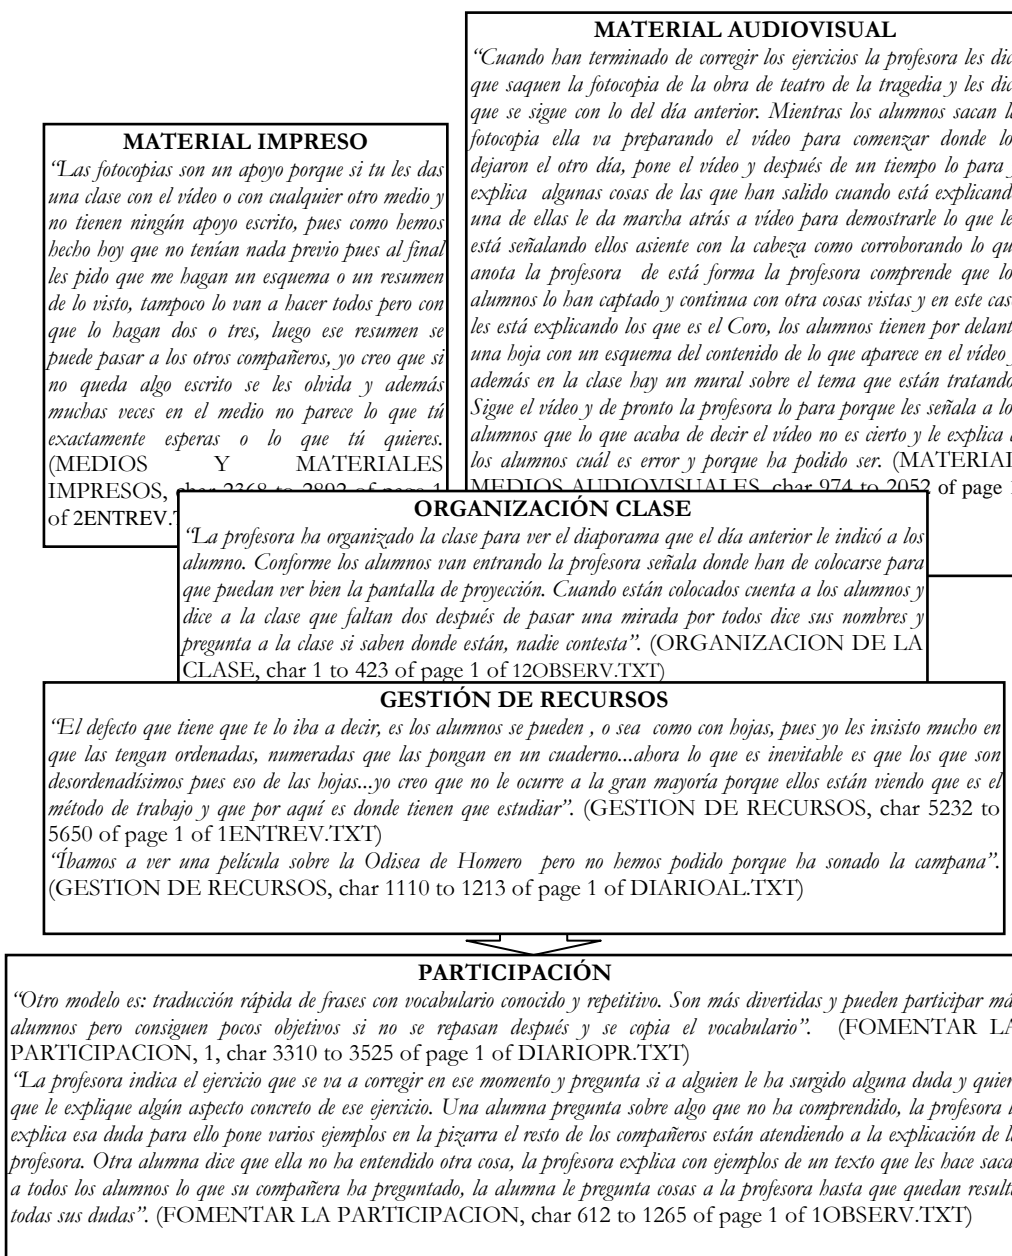 MATERIAL IMPRESO
“Las fotocopias son un apoyo porque si tu les das
una clase con el vídeo o con cualquier otro medio y
no tienen ningún apoyo escrito, pues como hemos
hecho hoy que no tenían nada previo pues al final
les pido que me hagan un esquema o un resumen
de lo visto, tampoco lo van a hacer todos pero con
que lo hagan dos o tres, luego ese resumen se
puede pasar a los otros compañeros, yo creo que si
no queda algo escrito se les olvida y además
muchas veces en el medio no parece lo que tú
exactamente esperas o lo que tú quieres.
(MEDIOS Y MATERIALES
IMPRESOS, char 2368 to 2892 of page 1
of 2ENTREV.T
MATERIAL AUDIOVISUAL
“Cuando han terminado de corregir los ejercicios la profesora les dic
que saquen la fotocopia de la obra de teatro de la tragedia y les dic
que se sigue con lo del día anterior. Mientras los alumnos sacan l
fotocopia ella va preparando el vídeo para comenzar donde lo
dejaron el otro día, pone el vídeo y después de un tiempo lo para y
explica algunas cosas de las que han salido cuando está explicand
una de ellas le da marcha atrás a vídeo para demostrarle lo que le
está señalando ellos asiente con la cabeza como corroborando lo qu
anota la profesora de está forma la profesora comprende que lo
alumnos lo han captado y continua con otra cosas vistas y en este cas
les está explicando los que es el Coro, los alumnos tienen por delant
una hoja con un esquema del contenido de lo que aparece en el vídeo y
además en la clase hay un mural sobre el tema que están tratando
Sigue el vídeo y de pronto la profesora lo para porque les señala a lo
alumnos que lo que acaba de decir el vídeo no es cierto y le explica a
los alumnos cuál es error y porque ha podido ser. (MATERIAL
MEDIOS AUDIOVISUALES, char 974 to 2052 of page 1
ORGANIZACIÓN CLASE
“La profesora ha organizado la clase para ver el diaporama que el día anterior le indicó a los
alumno. Conforme los alumnos van entrando la profesora señala donde han de colocarse para
que puedan ver bien la pantalla de proyección. Cuando están colocados cuenta a los alumnos y
dice a la clase que faltan dos después de pasar una mirada por todos dice sus nombres y
pregunta a la clase si saben donde están, nadie contesta”. (ORGANIZACION DE LA
CLASE, char 1 to 423 of page 1 of 12OBSERV.TXT)
GESTIÓN DE RECURSOS
“El defecto que tiene que te lo iba a decir, es los alumnos se pueden , o sea como con hojas, pues yo les insisto mucho en
que las tengan ordenadas, numeradas que las pongan en un cuaderno...ahora lo que es inevitable es que los que son
desordenadísimos pues eso de las hojas...yo creo que no le ocurre a la gran mayoría porque ellos están viendo que es el
método de trabajo y que por aquí es donde tienen que estudiar”. (GESTION DE RECURSOS, char 5232 to
5650 of page 1 of 1ENTREV.TXT)
“Íbamos a ver una película sobre la Odisea de Homero pero no hemos podido porque ha sonado la campana”.
(GESTION DE RECURSOS, char 1110 to 1213 of page 1 of DIARIOAL.TXT)
PARTICIPACIÓN
“Otro modelo es: traducción rápida de frases con vocabulario conocido y repetitivo. Son más divertidas y pueden participar má
alumnos pero consiguen pocos objetivos si no se repasan después y se copia el vocabulario”. (FOMENTAR LA
PARTICIPACION, 1, char 3310 to 3525 of page 1 of DIARIOPR.TXT)
“La profesora indica el ejercicio que se va a corregir en ese momento y pregunta si a alguien le ha surgido alguna duda y quier
que le explique algún aspecto concreto de ese ejercicio. Una alumna pregunta sobre algo que no ha comprendido, la profesora l
explica esa duda para ello pone varios ejemplos en la pizarra el resto de los compañeros están atendiendo a la explicación de l
profesora. Otra alumna dice que ella no ha entendido otra cosa, la profesora explica con ejemplos de un texto que les hace saca
a todos los alumnos lo que su compañera ha preguntado, la alumna le pregunta cosas a la profesora hasta que quedan result
todas sus dudas”. (FOMENTAR LA PARTICIPACION, char 612 to 1265 of page 1 of 1OBSERV.TXT)